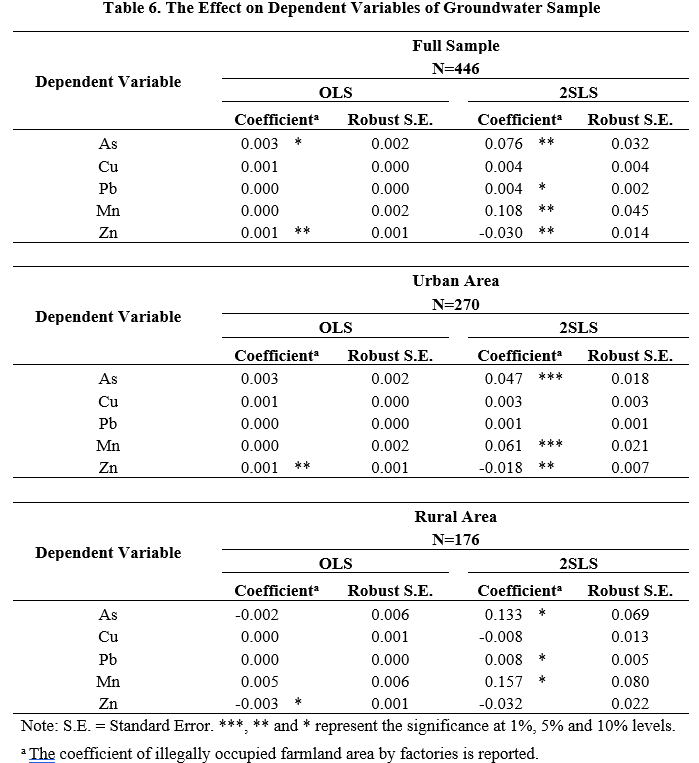 Table 6. The Effect on Dependent Variables of Groundwater Sample
Dependent Variable
Full Sample
N=446
OLS 2SLS
Coefficientᵃ Robust S.E. Coefficientᵃ Robust S.E.
As 0.003 * 0.002 0.076 ** 0.032
Cu 0.001 0.000 0.004 0.004
Pb 0.000 0.000 0.004 * 0.002
Mn 0.000 0.002 0.108 ** 0.045
Zn 0.001 ** 0.001 -0.030 ** 0.014
Dependent Variable
Urban Area
N=270
OLS 2SLS
Coefficientᵃ Robust S.E. Coefficientᵃ Robust S.E.
As 0.003 0.002 0.047 *** 0.018
Cu 0.001 0.000 0.003 0.003
Pb 0.000 0.000 0.001 0.001
Mn 0.000 0.002 0.061 *** 0.021
Zn 0.001 ** 0.001 -0.018 ** 0.007
Dependent Variable
Rural Area
N=176
OLS 2SLS
Coefficientᵃ Robust S.E. Coefficientᵃ Robust S.E.
As -0.002 0.006 0.133 * 0.069
Cu 0.000 0.001 -0.008 0.013
Pb 0.000 0.000 0.008 * 0.005
Mn 0.005 0.006 0.157 * 0.080
Zn -0.003 * 0.001 -0.032 0.022
Note: S.E. = Standard Error. ***, ** and * represent the significance at 1%, 5% and 10% levels.
ᵃ The coefficient of illegally occupied farmland area by factories is reported.